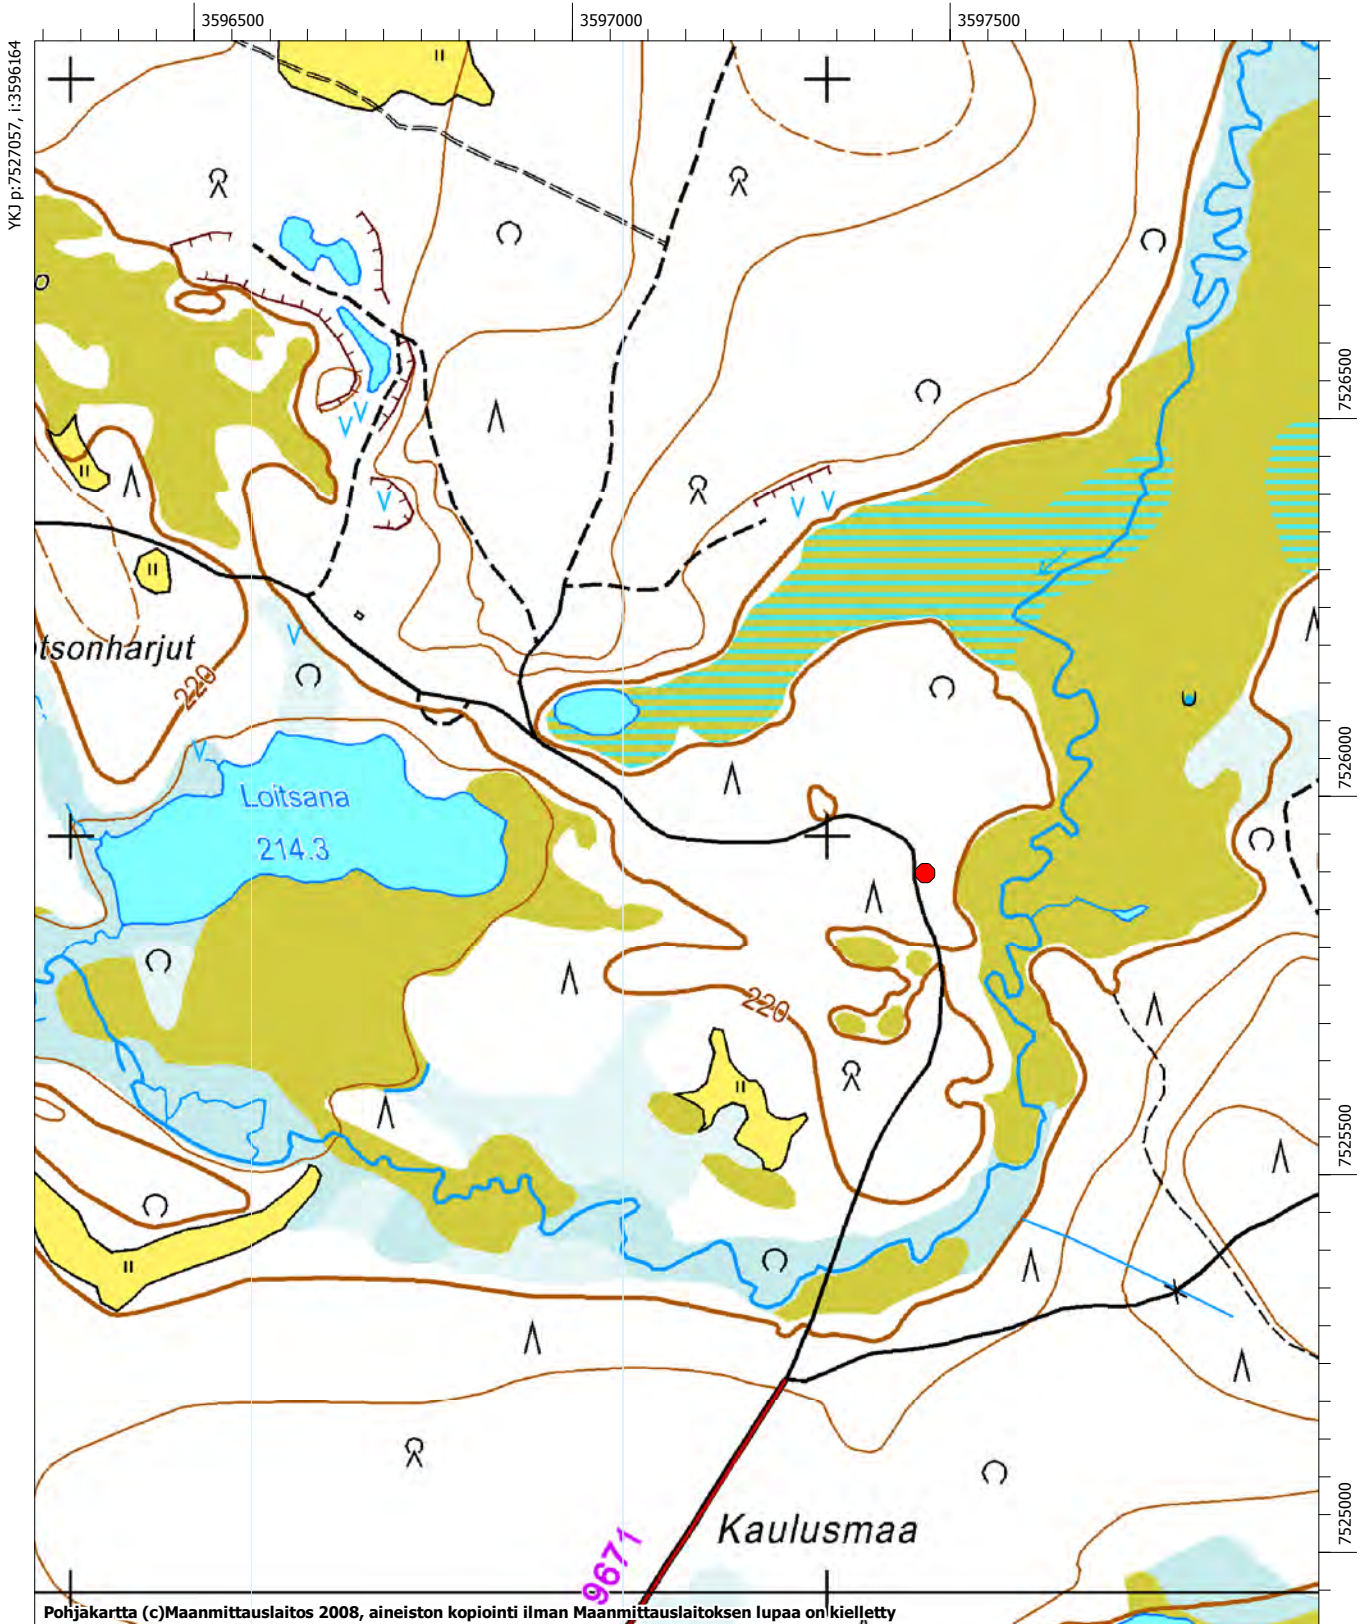 3596500 3597000 3597500
YKJ p:7527057, i:3596164
o
7526500
tsonharjut
220
7526000
Loitsana
214.3
220
7525500
7525000
Kaulusmaa
9671
Pohjakartta (c)Maanmittauslaitos 2008, aineiston kopiointi ilman Maanmittauslaitoksen lupaa on kielletty